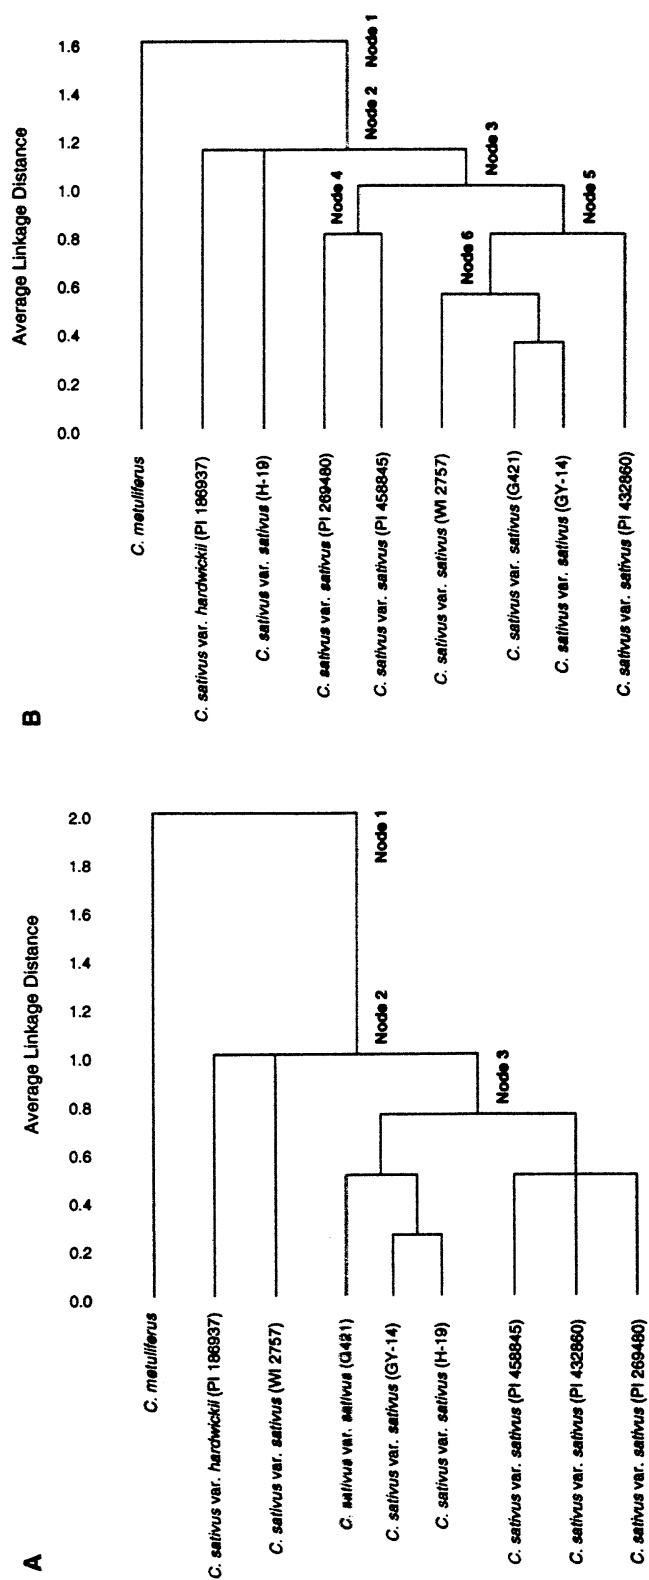 A
Average Linkage Distance
0.0 0.2 0.4 0.6 0.8 1.0 1.2 1.4 1.6 1.8 2.0
C. metuliferus
C. sativus var. hardwickii (PI 186937)
C. sativus var. sativus (WI 2757)
C. sativus var. sativus (G421)
C. sativus var. sativus (GY-14)
C. sativus var. sativus (H-19)
C. sativus var. sativus (PI 458845)
C. sativus var. sativus (PI 432860)
C. sativus var. sativus (PI 269480)
Node 1
Node 2
Node 3
B
Average Linkage Distance
0.0 0.2 0.4 0.6 0.8 1.0 1.2 1.4 1.6
C. metuliferus
C. sativus var. hardwickii (PI 186937)
C. sativus var. sativus (H-19)
C. sativus var. sativus (PI 269480)
C. sativus var. sativus (PI 458845)
C. sativus var. sativus (WI 2757)
C. sativus var. sativus (G421)
C. sativus var. sativus (GY-14)
C. sativus var. sativus (PI 432860)
Node 2 Node 1
Node 4
Node 3
Node 6
Node 5